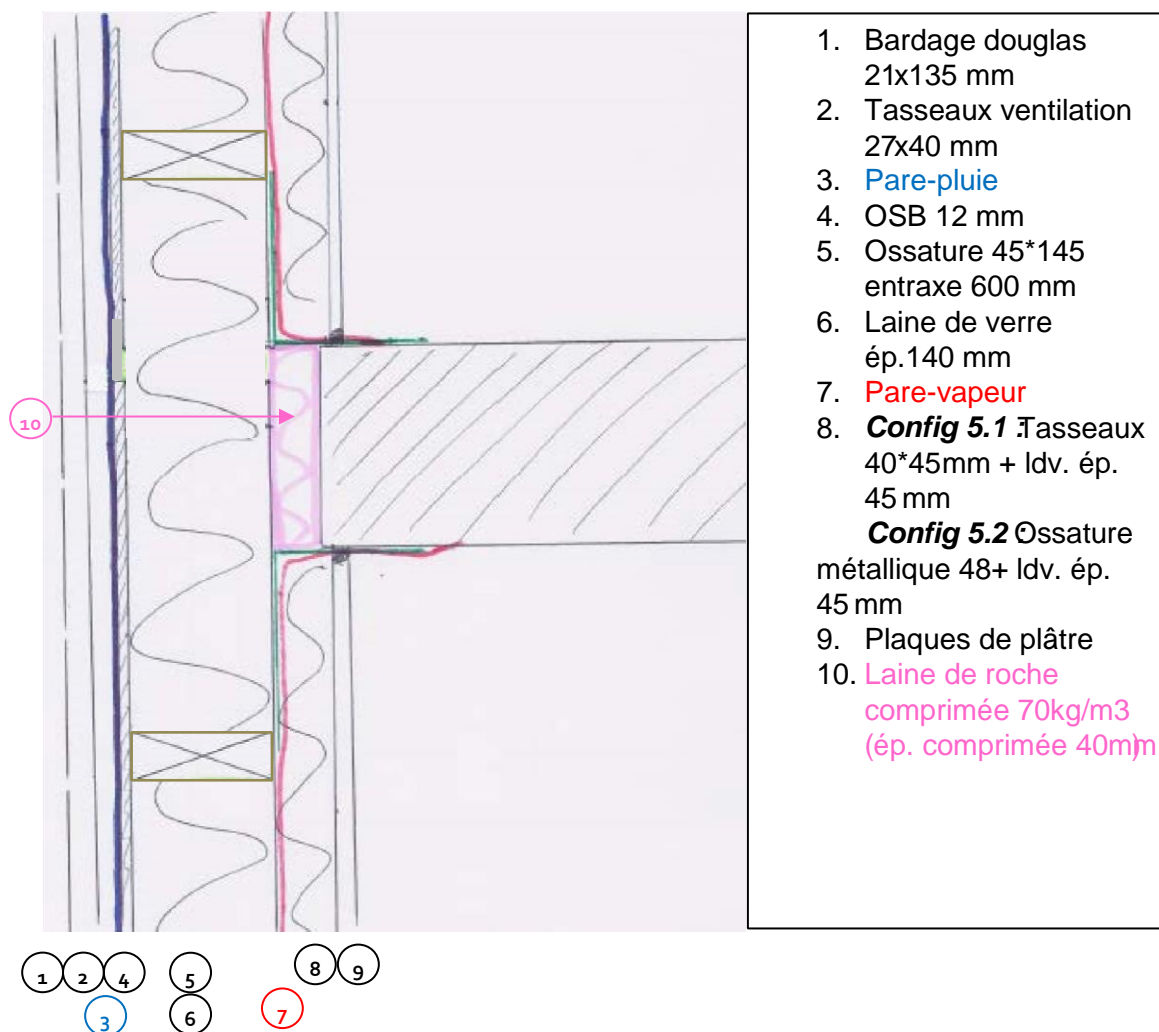 1. Bardage douglas
21x135 mm
2. Tasseaux ventilation
27x40 mm
3. Pare-pluie
4. OSB 12 mm
5. Ossature 45*145
entraxe 600 mm
6. Laine de verre
ép.140 mm
7. Pare-vapeur
8. Config 5.1 : Tasseaux
40*45mm + ldv. ép.
45 mm
Config 5.2 : Ossature
métallique 48+ ldv. ép.
45 mm
9. Plaques de plâtre
10. Laine de roche
comprimée 70kg/m3
(ép. comprimée 40mm)
10
1 2 4 5 8 9
3 6 7